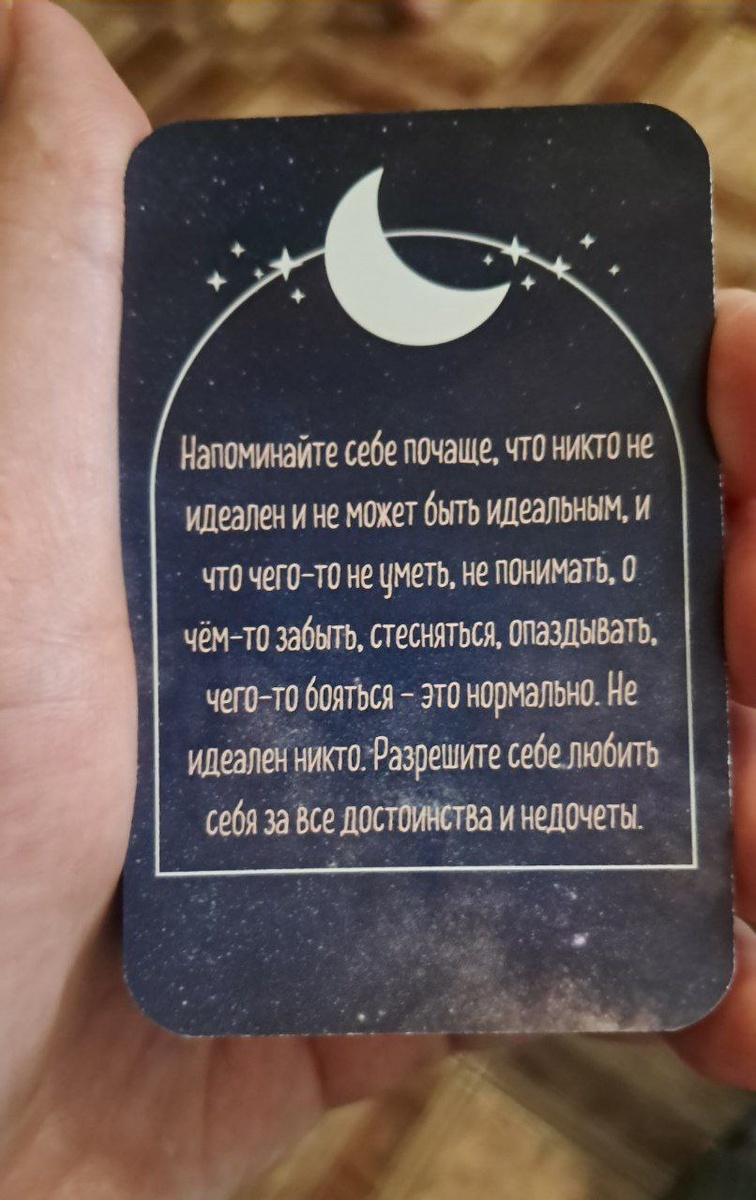 Напоминайте себе почаще, что никто не
идеален и не может быть идеальным, и
что чего-то не уметь, не понимать, о
чём-то забыть, стесняться, опаздывать,
чего-то бояться - это нормально. Не
идеален никто. Разрешите себе любить
себя за все достоинства и недочеты.